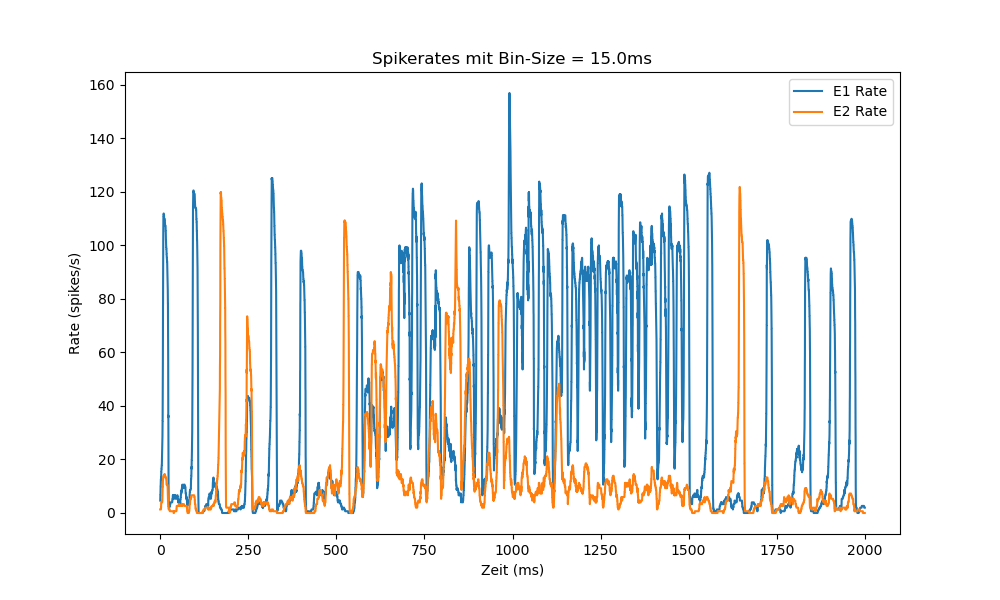 Spikerates mit Bin-Size = 15.0ms
160
140
120
100
80
60
40
20
0
Rate (spikes/s)
E1 Rate
E2 Rate
0 250 500 750 1000 1250 1500 1750 2000
Zeit (ms)